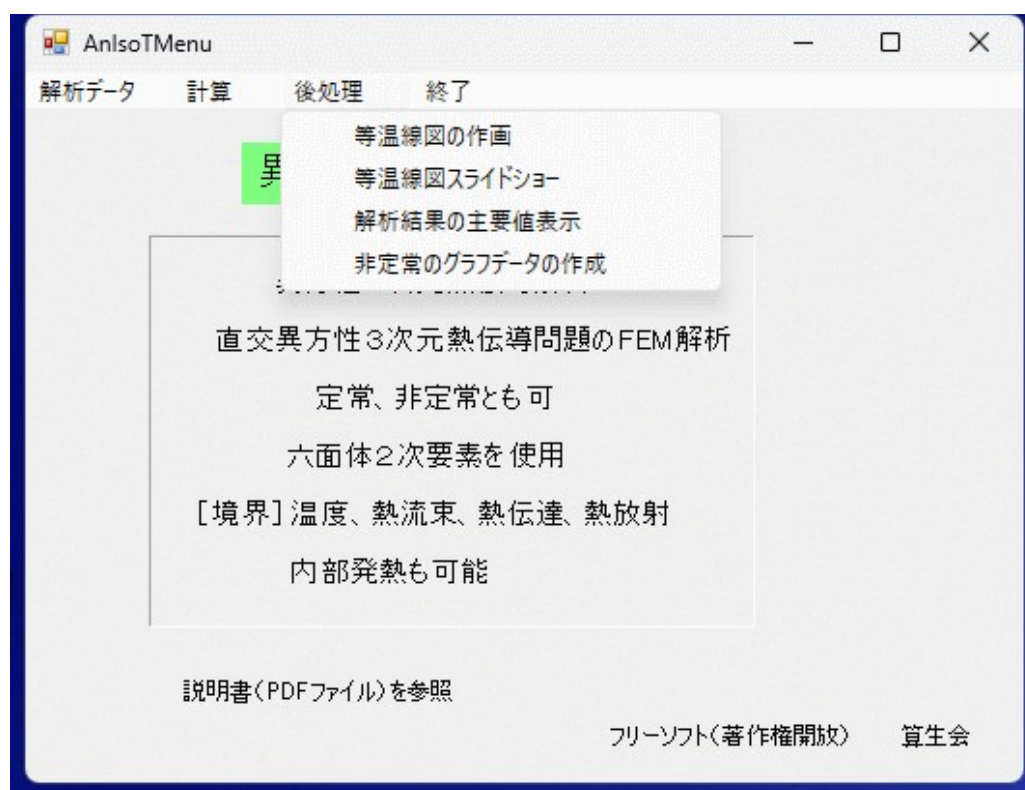 AnIsoTMenu
解析データ 計算 後処理 終了
等温線図の作画
等温線図スライドショー
解析結果の主要値表示
非定常のグラフデータの作成
異
直交異方性3次元熱伝導問題のFEM解析
定常、非定常とも可
六面体2次要素を使用
[境界]温度、熱流束、熱伝達、熱放射
内部発熱も可能
説明書(PDFファイル)を参照
フリーソフト(著作権開放) 算生会